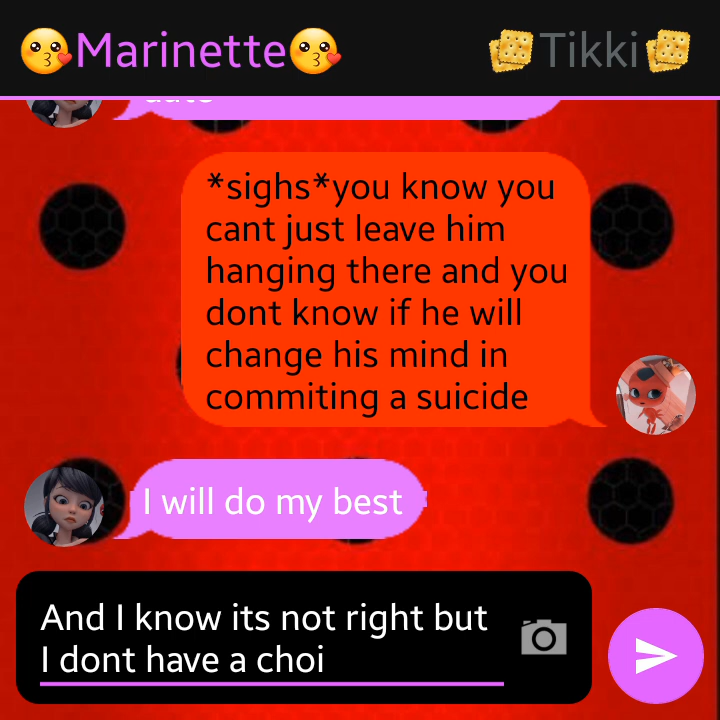 😗Marinette😗 🍘Tikki🍘
*sighs*you know you
cant just leave him
hanging there and you
dont know if he will
change his mind in
commiting a suicide
I will do my best
And I know its not right but
I dont have a choi